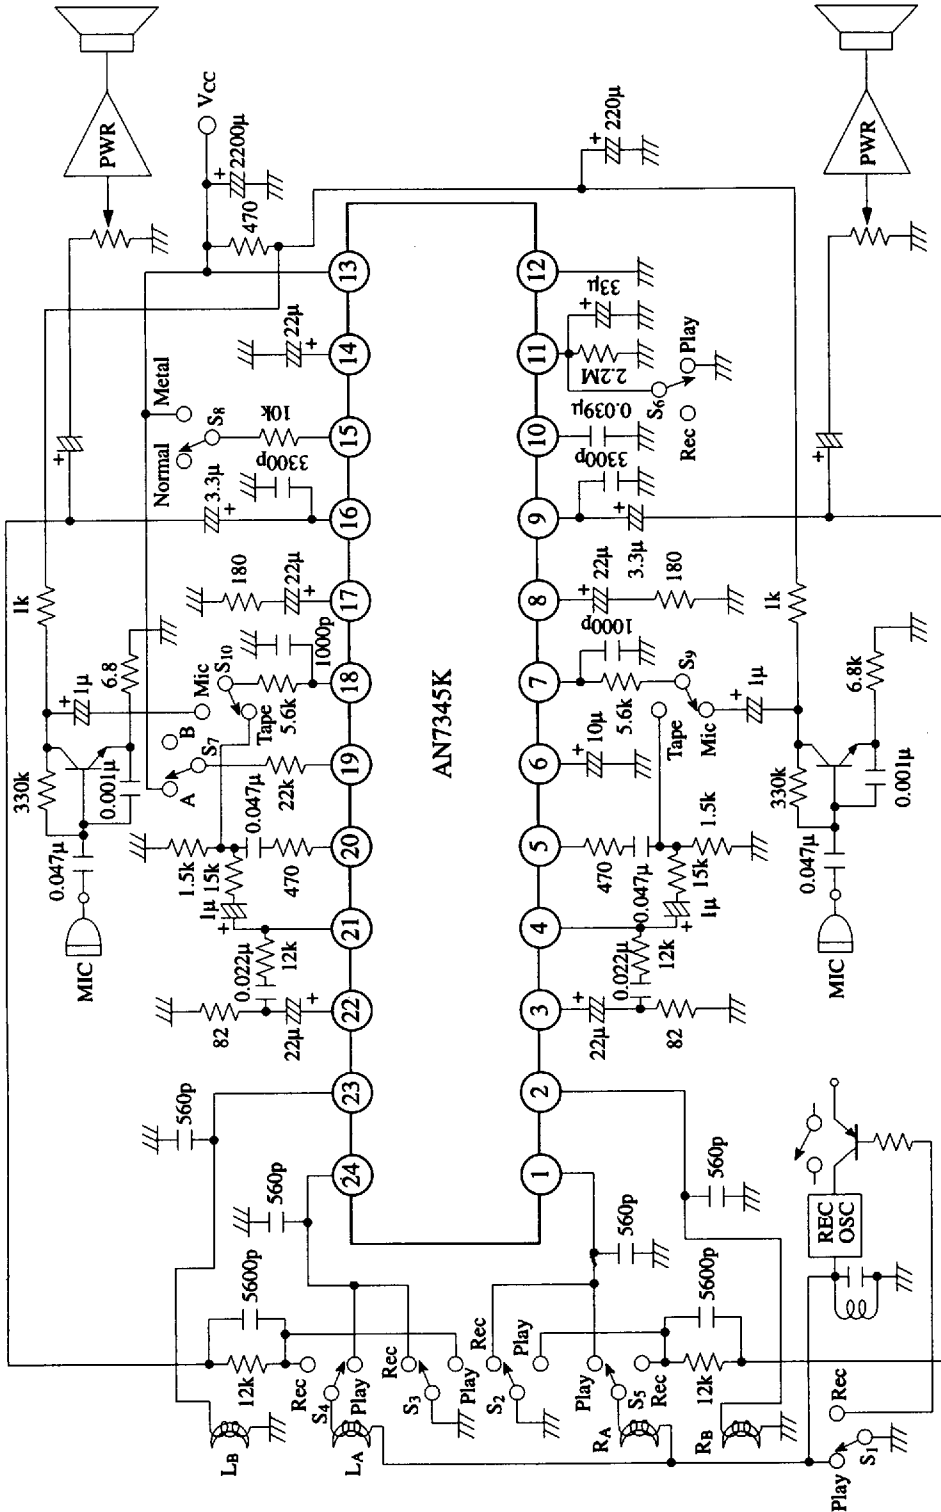 PWR
PWR
VCC
+
2200μ
470
+
220μ
13
12
Metal
Normal
S8
10k
22μ
+
14
11
33μ
+
2.2M
Play
S6
Rec
15
10
0.039μ
3300p
3.3μ
+
16
9
3300p
3.3μ
+
+
+
1k
180
22μ
+
17
8
+
22μ
180
1k
1000p
18
7
1000p
S10
Mic
Tape
5.6k
5.6k
S9
Tape
Mic
+
1μ
6.8
+
1μ
6.8k
B
S7
A
22k
19
6
+
10μ
AN7345K
330k
0.001μ
0.047μ
MIC
330k
0.001μ
0.047μ
MIC
1.5k
15k
1μ
+
0.047μ
470
20
5
470
0.047μ
1.5k
15k
1μ
+
21
4
0.022μ
12k
0.022μ
12k
82
22μ
+
22
3
+
22μ
82
560p
23
2
560p
560p
24
1
560p
5600p
12k
5600p
12k
Rec
S4
Play
Rec
S3
Play
Rec
S2
Play
Play
S5
Rec
LB
LA
RA
RB
REC
OSC
Rec
Play
S1